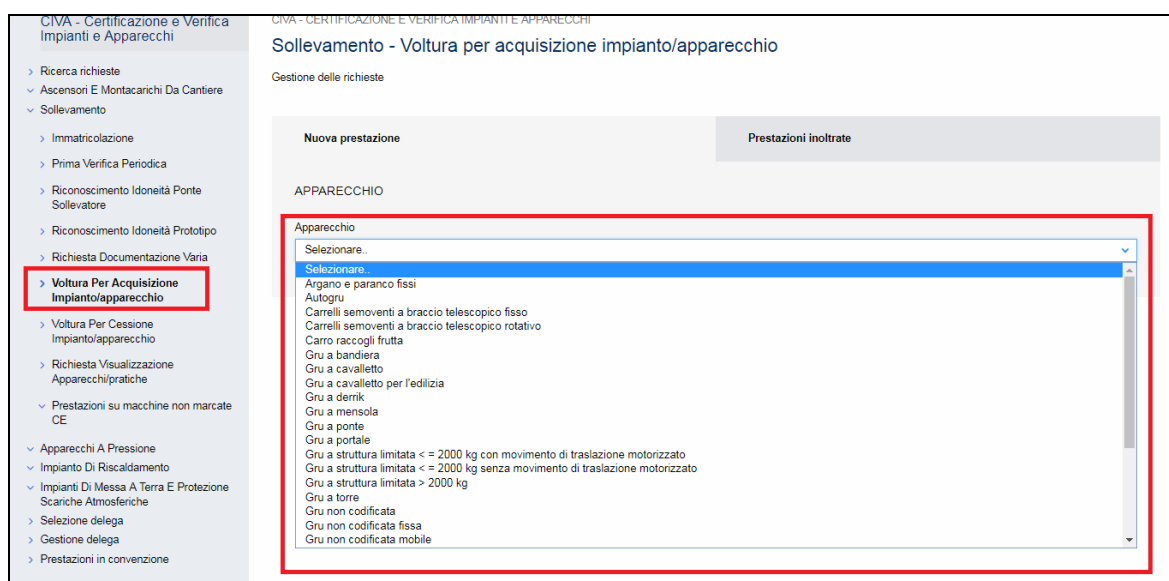 CIVA - Certificazione e Verifica
Impianti e Apparecchi
> Ricerca richieste
Ascensori E Montacarichi Da Cantiere
Sollevamento
> Immatricolazione
> Prima Verifica Periodica
> Riconoscimento Idoneità Ponte
Sollevatore
> Riconoscimento Idoneità Prototipo
> Richiesta Documentazione Varia
> Voltura Per Acquisizione
Impianto/apparecchio
> Voltura Per Cessione
Impianto/apparecchio
> Richiesta Visualizzazione
Apparecchi/pratiche
Prestazioni su macchine non marcate
CE
Apparecchi A Pressione
Impianto Di Riscaldamento
Impianti Di Messa A Terra E Protezione
Scariche Atmosferiche
> Selezione delega
> Gestione delega
> Prestazioni in convenzione
CIVA - CERTIFICAZIONE E VERIFICA IMPIANTI E APPARECCHI
Sollevamento - Voltura per acquisizione impianto/apparecchio
Gestione delle richieste
Nuova prestazione
Prestazioni inoltrate
APPARECCHIO
Apparecchio
Selezionare..
Selezionare..
Argano e paranco fissi
Autogru
Carrelli semoventi a braccio telescopico fisso
Carrelli semoventi a braccio telescopico rotativo
Carro raccogli frutta
Gru a bandiera
Gru a cavalletto
Gru a cavalletto per l'edilizia
Gru a derrik
Gru a mensola
Gru a ponte
Gru a portale
Gru a struttura limitata < = 2000 kg con movimento di traslazione motorizzato
Gru a struttura limitata < = 2000 kg senza movimento di traslazione motorizzato
Gru a struttura limitata > 2000 kg
Gru a torre
Gru non codificata
Gru non codificata fissa
Gru non codificata mobile